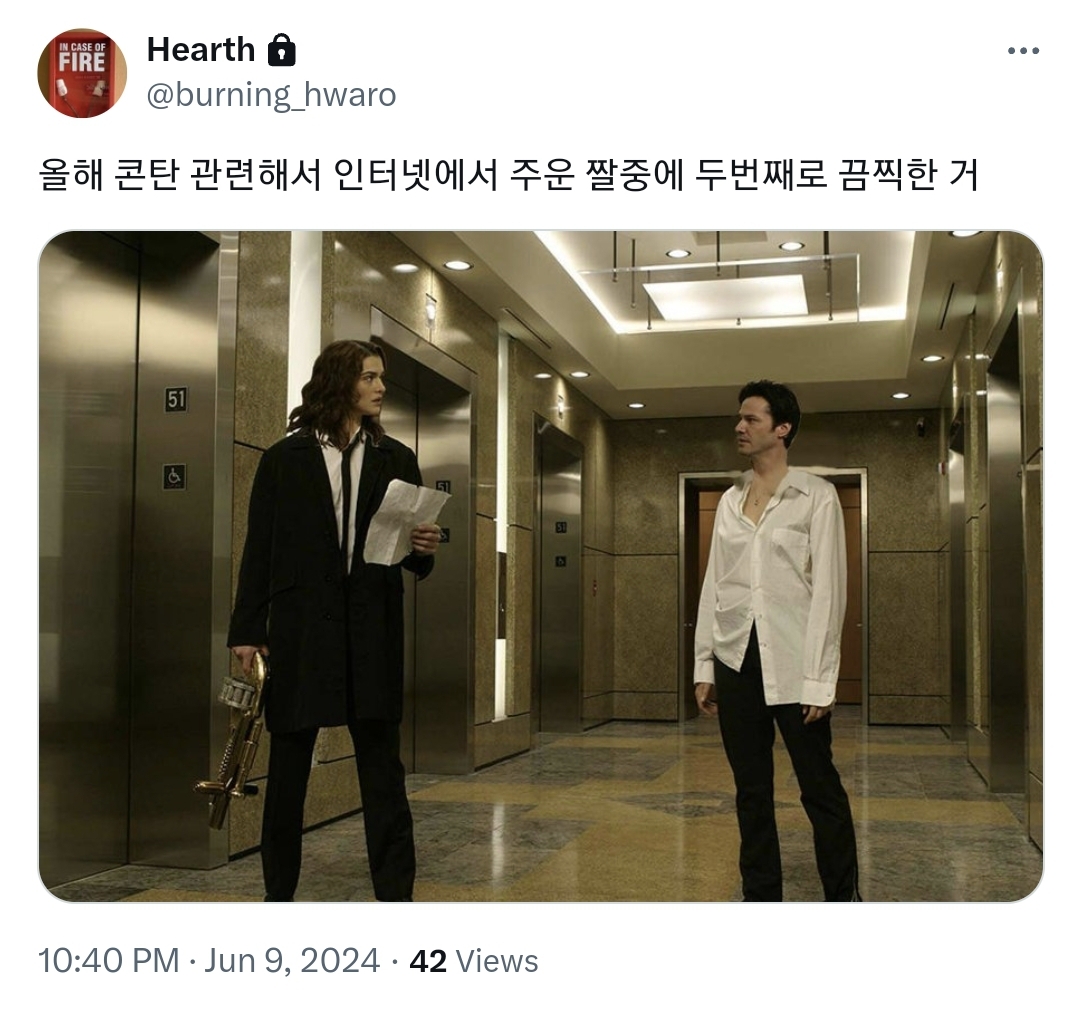 IN CASE OF
FIRE
Hearth
@burning_hwaro
올해 콘탄 관련해서 인터넷에서 주운 짤중에 두번째로 끔찍한 거
51
51
51
10:40 PM · Jun 9, 2024 · 42 Views